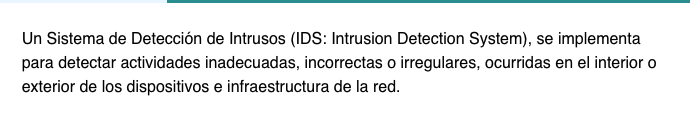 Un Sistema de Detección de Intrusos (IDS: Intrusion Detection System), se implementa
para detectar actividades inadecuadas, incorrectas o irregulares, ocurridas en el interior o
exterior de los dispositivos e infraestructura de la red.